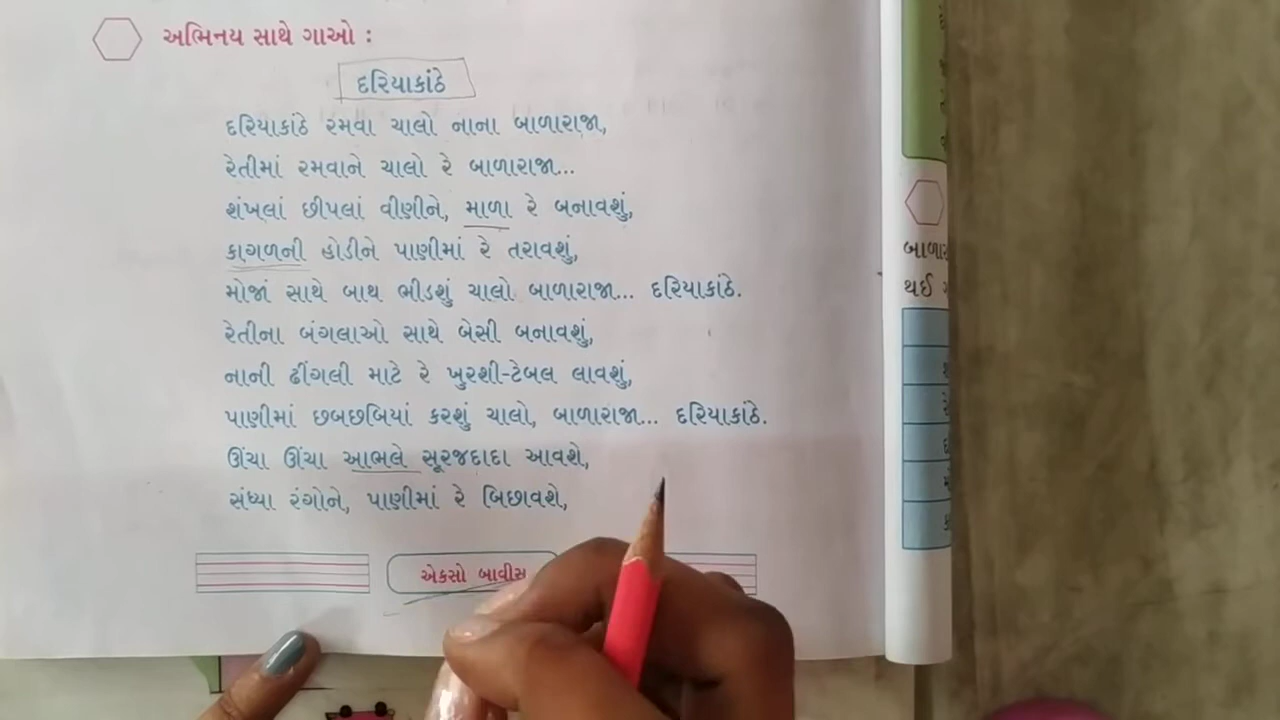 અભિનય સાથે ગાઓ :
દરિયાકાંઠે
દરિયાકાંઠે રમવા ચાલો નાના બાળારાજા,
રેતીમાં રમવાને ચાલો રે બાળારાજા...
શંખલાં છીપલાં વીણીને, માળા રે બનાવશું,
કાગળની હોડીને પાણીમાં રે તરાવશું,
મોજાં સાથે બાથ ભીડશું ચાલો બાળારાજા... દરિયાકાંઠે.
રેતીના બંગલાઓ સાથે બેસી બનાવશું,
નાની ઢીંગલી માટે રે ખુરશી-ટેબલ લાવશું,
પાણીમાં છબછબિયાં કરશું ચાલો, બાળારાજા... દરિયાકાંઠે.
ઊંચા ઊંચા આભલે સૂરજદાદા આવશે,
સંધ્યા રંગોને, પાણીમાં રે બિછાવશે,
એકસો બાવીસ
થઈ